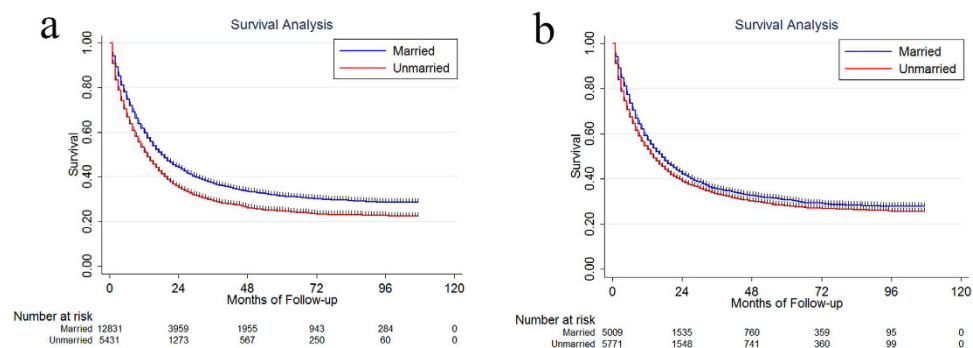 a
Survival Analysis
Married
Unmarried
Survival
1.00
0.80
0.60
0.40
0.20
0.00
0 24 48 72 96 120
Months of Follow-up
Number at risk
Married 12831 3959 1955 943 284 0
Unmarried 5431 1273 567 250 60 0
b
Survival Analysis
Married
Unmarried
Survival
1.00
0.80
0.60
0.40
0.20
0.00
0 24 48 72 96 120
Months of Follow-up
Number at risk
Married 5009 1535 760 359 95 0
Unmarried 5771 1548 741 360 99 0